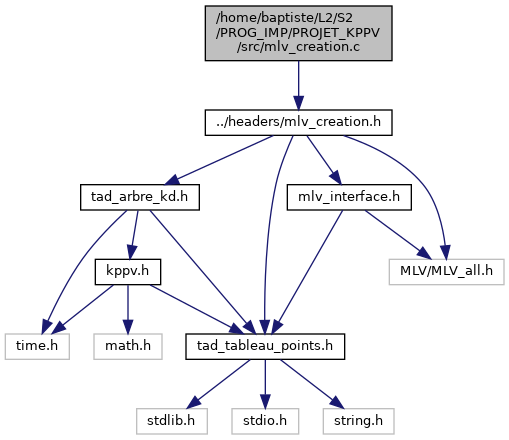 /home/baptiste/L2/S2
/PROG_IMP/PROJET_KPPV
/src/mlv_creation.c
../headers/mlv_creation.h
tad_arbre_kd.h
mlv_interface.h
kppv.h
MLV/MLV_all.h
time.h
math.h
tad_tableau_points.h
stdlib.h
stdio.h
string.h